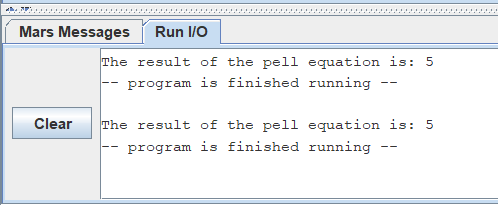 Mars Messages Run I/O
The result of the pell equation is: 5
-- program is finished running --
Clear
The result of the pell equation is: 5
-- program is finished running --